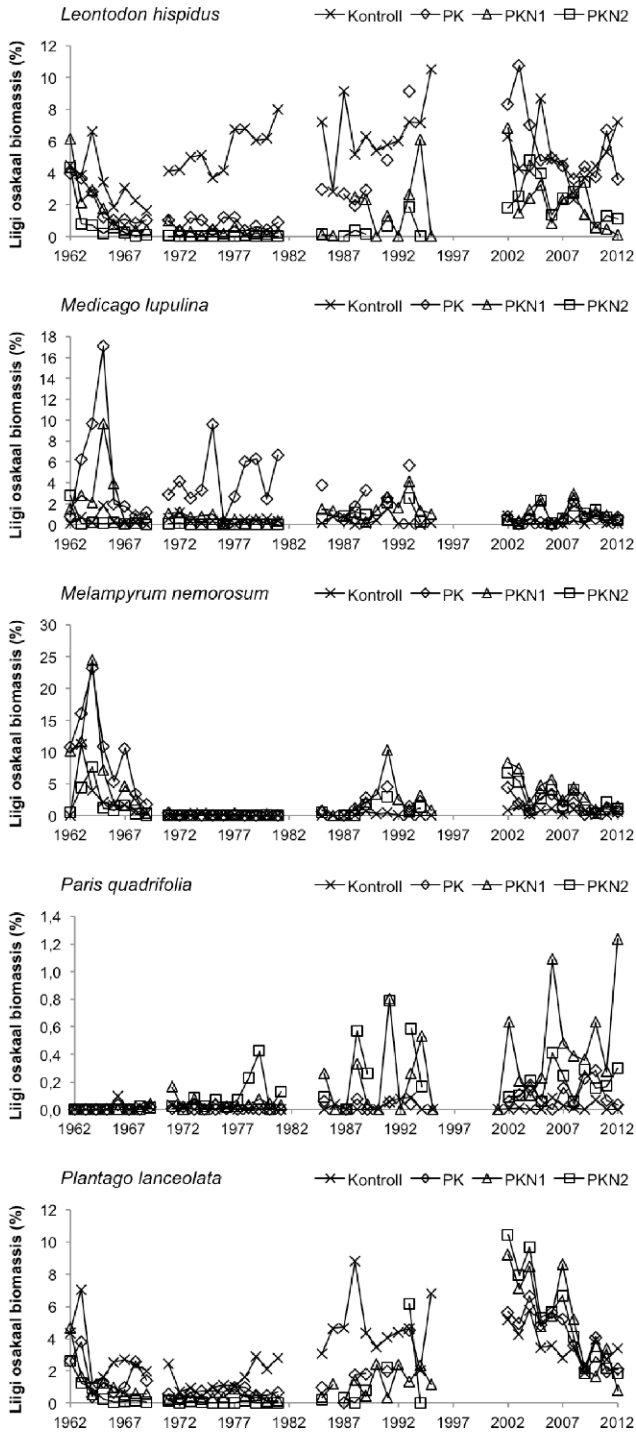 Leontodon hispidus Kontroll PK PKN1 PKN2
Liigi osakaal biomassis (%)
12
10
8
6
4
2
0
1962 1967 1972 1977 1982 1987 1992 1997 2002 2007 2012
Medicago lupulina Kontroll PK PKN1 PKN2
Liigi osakaal biomassis (%)
18
16
14
12
10
8
6
4
2
0
1962 1967 1972 1977 1982 1987 1992 1997 2002 2007 2012
Melampyrum nemorosum Kontroll PK PKN1 PKN2
Liigi osakaal biomassis (%)
30
25
20
15
10
5
0
1962 1967 1972 1977 1982 1987 1992 1997 2002 2007 2012
Paris quadrifolia Kontroll PK PKN1 PKN2
Liigi osakaal biomassis (%)
1,4
1,2
1,0
0,8
0,6
0,4
0,2
0,0
1962 1967 1972 1977 1982 1987 1992 1997 2002 2007 2012
Plantago lanceolata Kontroll PK PKN1 PKN2
Liigi osakaal biomassis (%)
12
10
8
6
4
2
0
1962 1967 1972 1977 1982 1987 1992 1997 2002 2007 2012